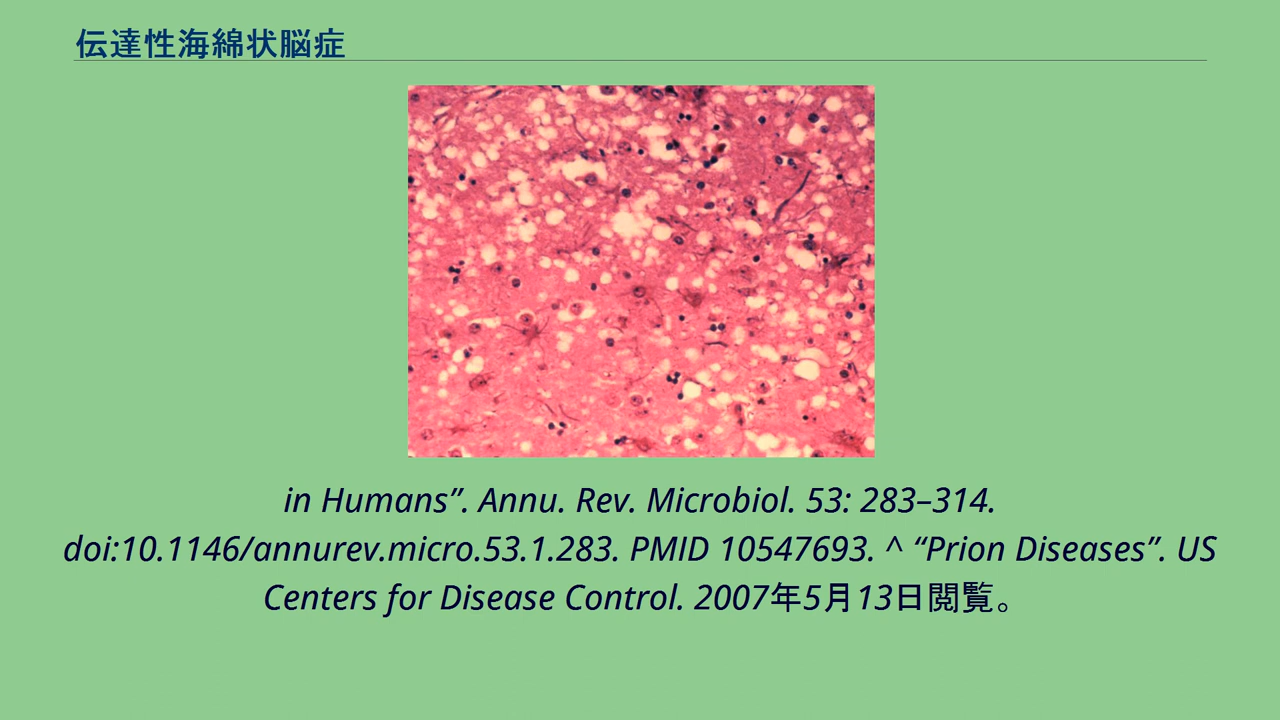 伝達性海綿状脳症
in Humans”. Annu. Rev. Microbiol. 53: 283–314.
doi:10.1146/annurev.micro.53.1.283. PMID 10547693. ^ “Prion Diseases”. US
Centers for Disease Control. 2007年5月13日閲覧。